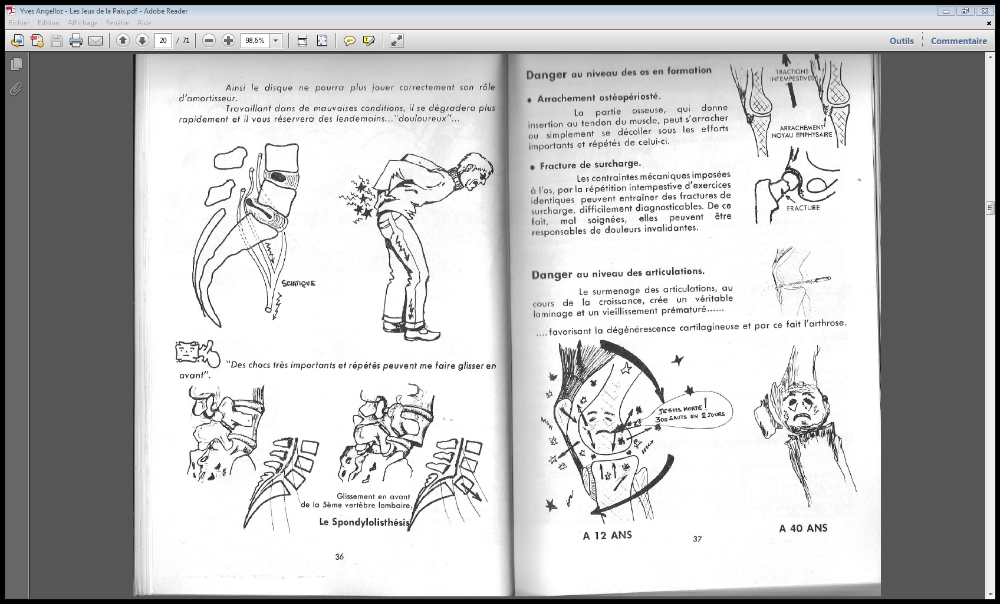 Yves Angelloz - Les Jeux de la Paix.pdf - Adobe Reader
Fichier Edition Affichage Fenêtre Aide
20 / 71 98,6% Outils Commentaire
Ainsi le disque ne pourra plus jouer correctement son rôle
d'amortisseur.
Travaillant dans de mauvaises conditions, il se dégradera plus
rapidement et il vous réservera des lendemains..."douloureux"...
SCIATIQUE
"Des chocs très importants et répétés peuvent me faire glisser en
avant".
Glissement en avant
de la 5ème vertèbre lombaire,
Le Spondylolisthésis
36
Danger au niveau des os en formation
• Arrachement ostéopériosté.
La partie osseuse, qui donne
insertion au tendon du muscle, peut s'arracher
ou simplement se décoller sous les efforts
importants et répétés de celui-ci.
TRACTIONS
INTEMPESTIVES
ARRACHEMENT
NOYAU EPIPHYSAIRE
• Fracture de surcharge.
Les contraintes mécaniques imposées
à l'os, par la répétition intempestive d'exercices
identiques peuvent entraîner des fractures de
surcharge, difficilement diagnosticables. De ce
fait, mal soignées, elles peuvent être
responsables de douleurs invalidantes.
FRACTURE
Danger au niveau des articulations.
Le surmenage des articulations, au
cours de la croissance, crée un véritable
laminage et un vieillissement prématuré......
....favorisant la dégénérescence cartilagineuse et par ce fait l'arthrose.
JE SUIS MORTE !
300 SAUTS EN 2 JOURS
A 12 ANS
A 40 ANS
37